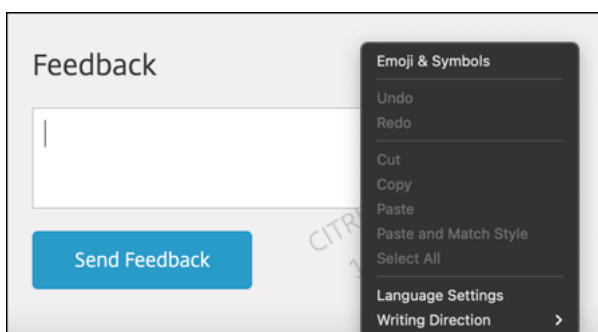 Feedback
Send Feedback
Emoji & Symbols
Undo
Redo
Cut
Copy
Paste
Paste and Match Style
Select All
Language Settings
Writing Direction